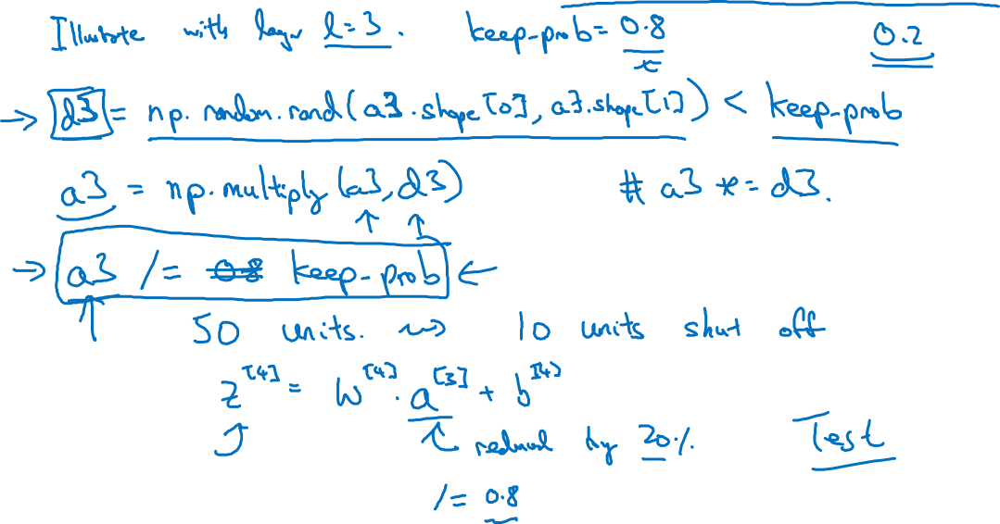 Illustrate with layer l=3. keep-prob= 0.8 0.2
→ d3 = np.random.rand(a3.shape[0], a3.shape[1]) < keep-prob
a3 = np.multiply(a3, d3) # a3 *= d3.
→ a3 /= 0.8 keep-prob ←
50 units. ⇝ 10 units shut off
z^[4] = W^[4] · a^[3] + b^[4]
reduced by 20%. Test
/= 0.8